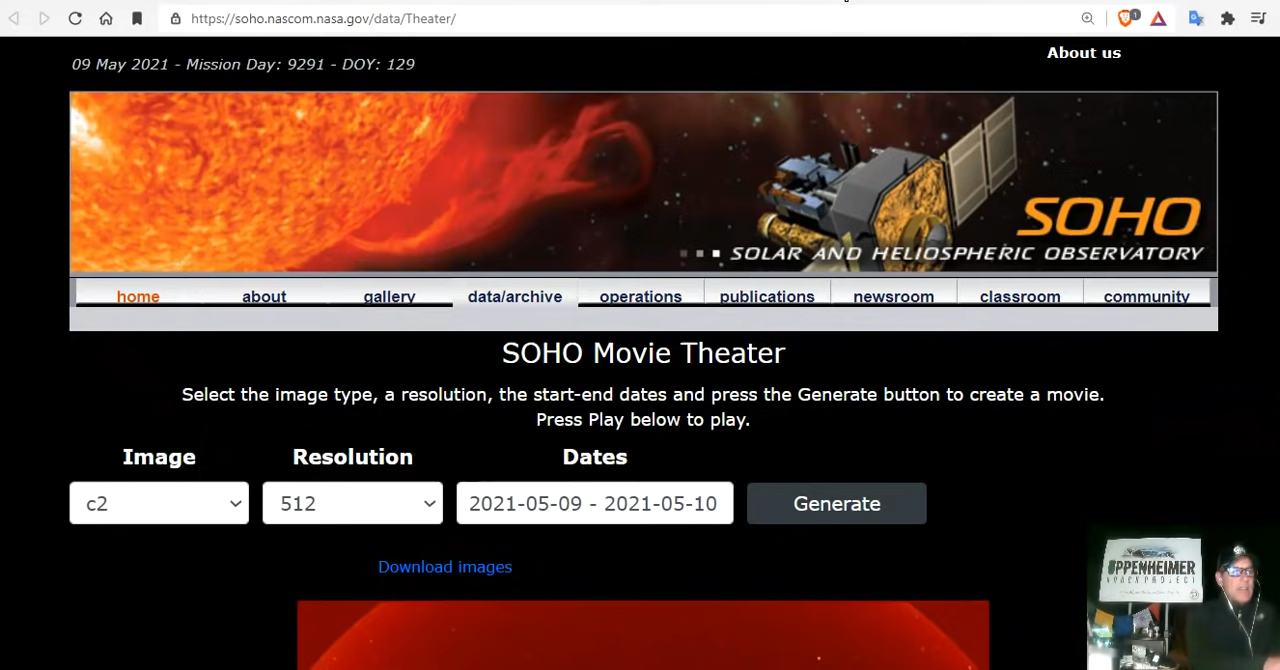 https://soho.nascom.nasa.gov/data/Theater/
1
About us
09 May 2021 - Mission Day: 9291 - DOY: 129
SOHO
SOLAR AND HELIOSPHERIC OBSERVATORY
home about gallery data/archive operations publications newsroom classroom community
SOHO Movie Theater
Select the image type, a resolution, the start-end dates and press the Generate button to create a movie.
Press Play below to play.
Image Resolution Dates
c2 512 2021-05-09 - 2021-05-10 Generate
Download images
OPPENHEIMER
RANCH PROJECT